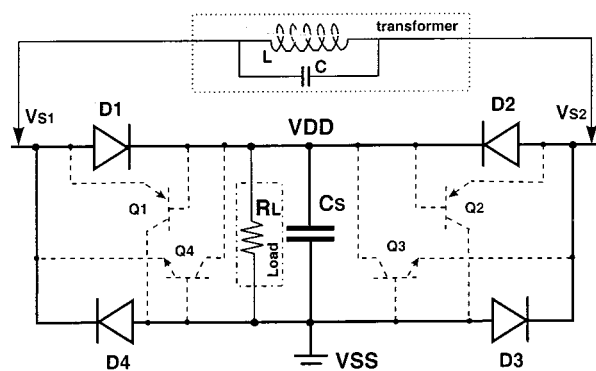 transformer
L
C
VS1
D1
VDD
D2
VS2
Q1
Q4
RL
Load
CS
Q3
Q2
D4
VSS
D3